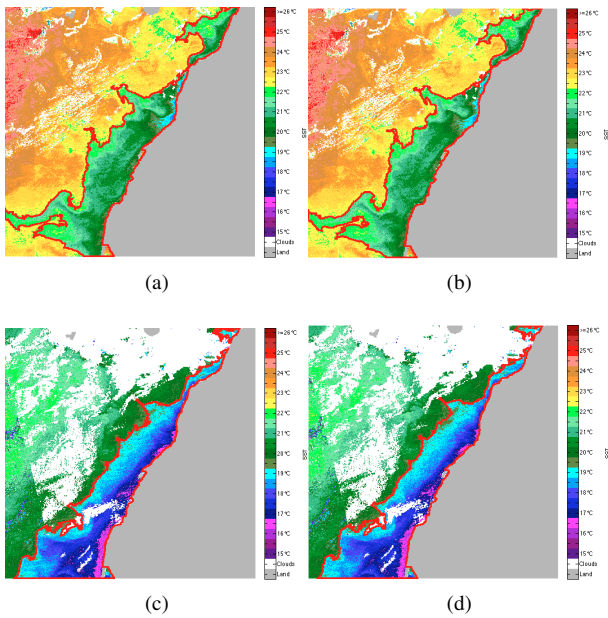 >=26°C
25°C
24°C
23°C
22°C
21°C
20°C
19°C
18°C
17°C
16°C
15°C
Clouds
Land
SST
(a)
>=26°C
25°C
24°C
23°C
22°C
21°C
20°C
19°C
18°C
17°C
16°C
15°C
Clouds
Land
SST
(b)
>=26°C
25°C
24°C
23°C
22°C
21°C
20°C
19°C
18°C
17°C
16°C
15°C
Clouds
Land
SST
(c)
>=26°C
25°C
24°C
23°C
22°C
21°C
20°C
19°C
18°C
17°C
16°C
15°C
Clouds
Land
(d)